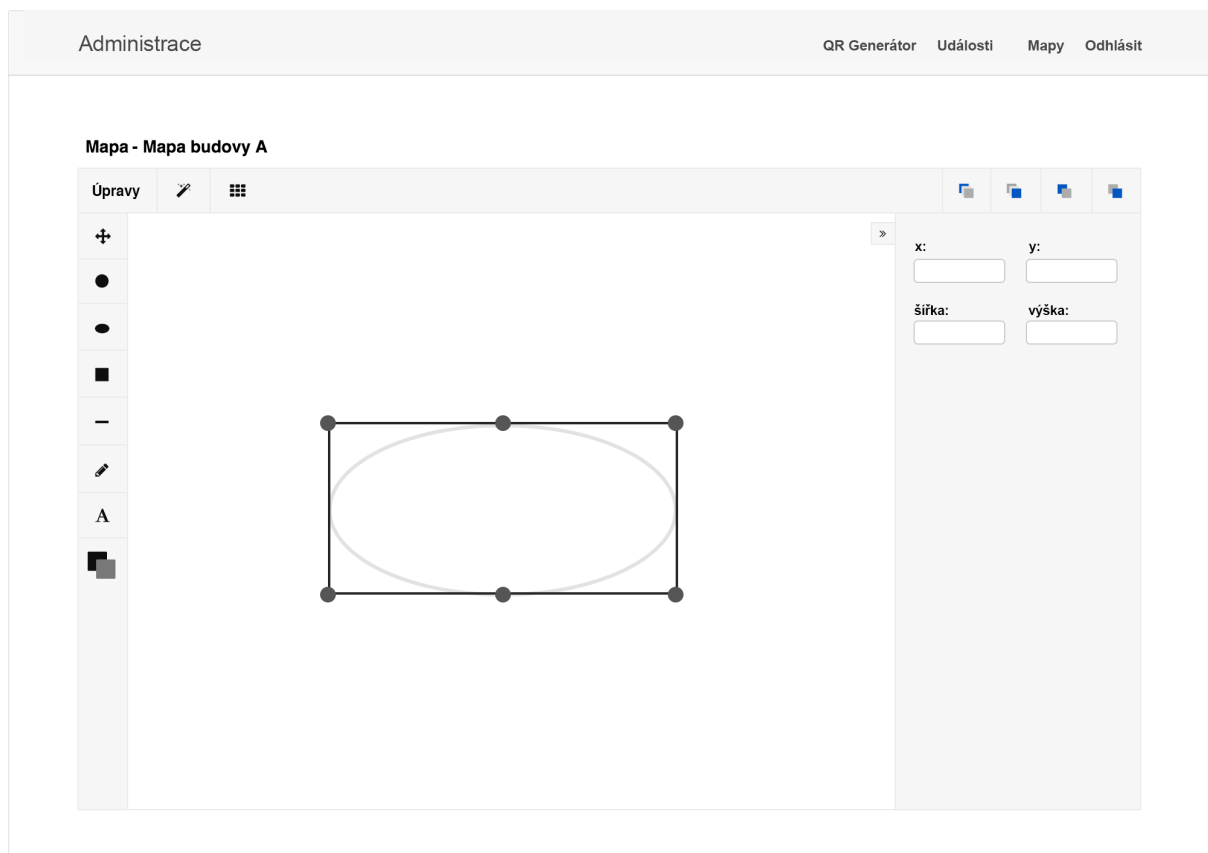 Administrace QR Generátor Události Mapy Odhlásit
Mapa - Mapa budovy A
Úpravy
»
x: y:
šířka: výška:
A